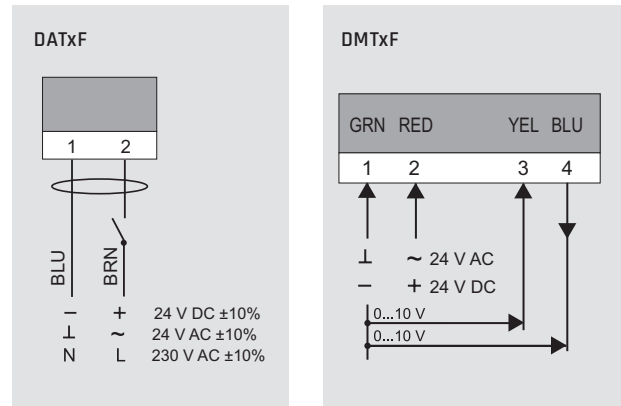 DATxF
1 2
BLU BRN
– + 24 V DC ±10%
⊥ ~ 24 V AC ±10%
N L 230 V AC ±10%
DMTxF
GRN RED YEL BLU
1 2 3 4
⊥ ~ 24 V AC
– + 24 V DC
0...10 V
0...10 V